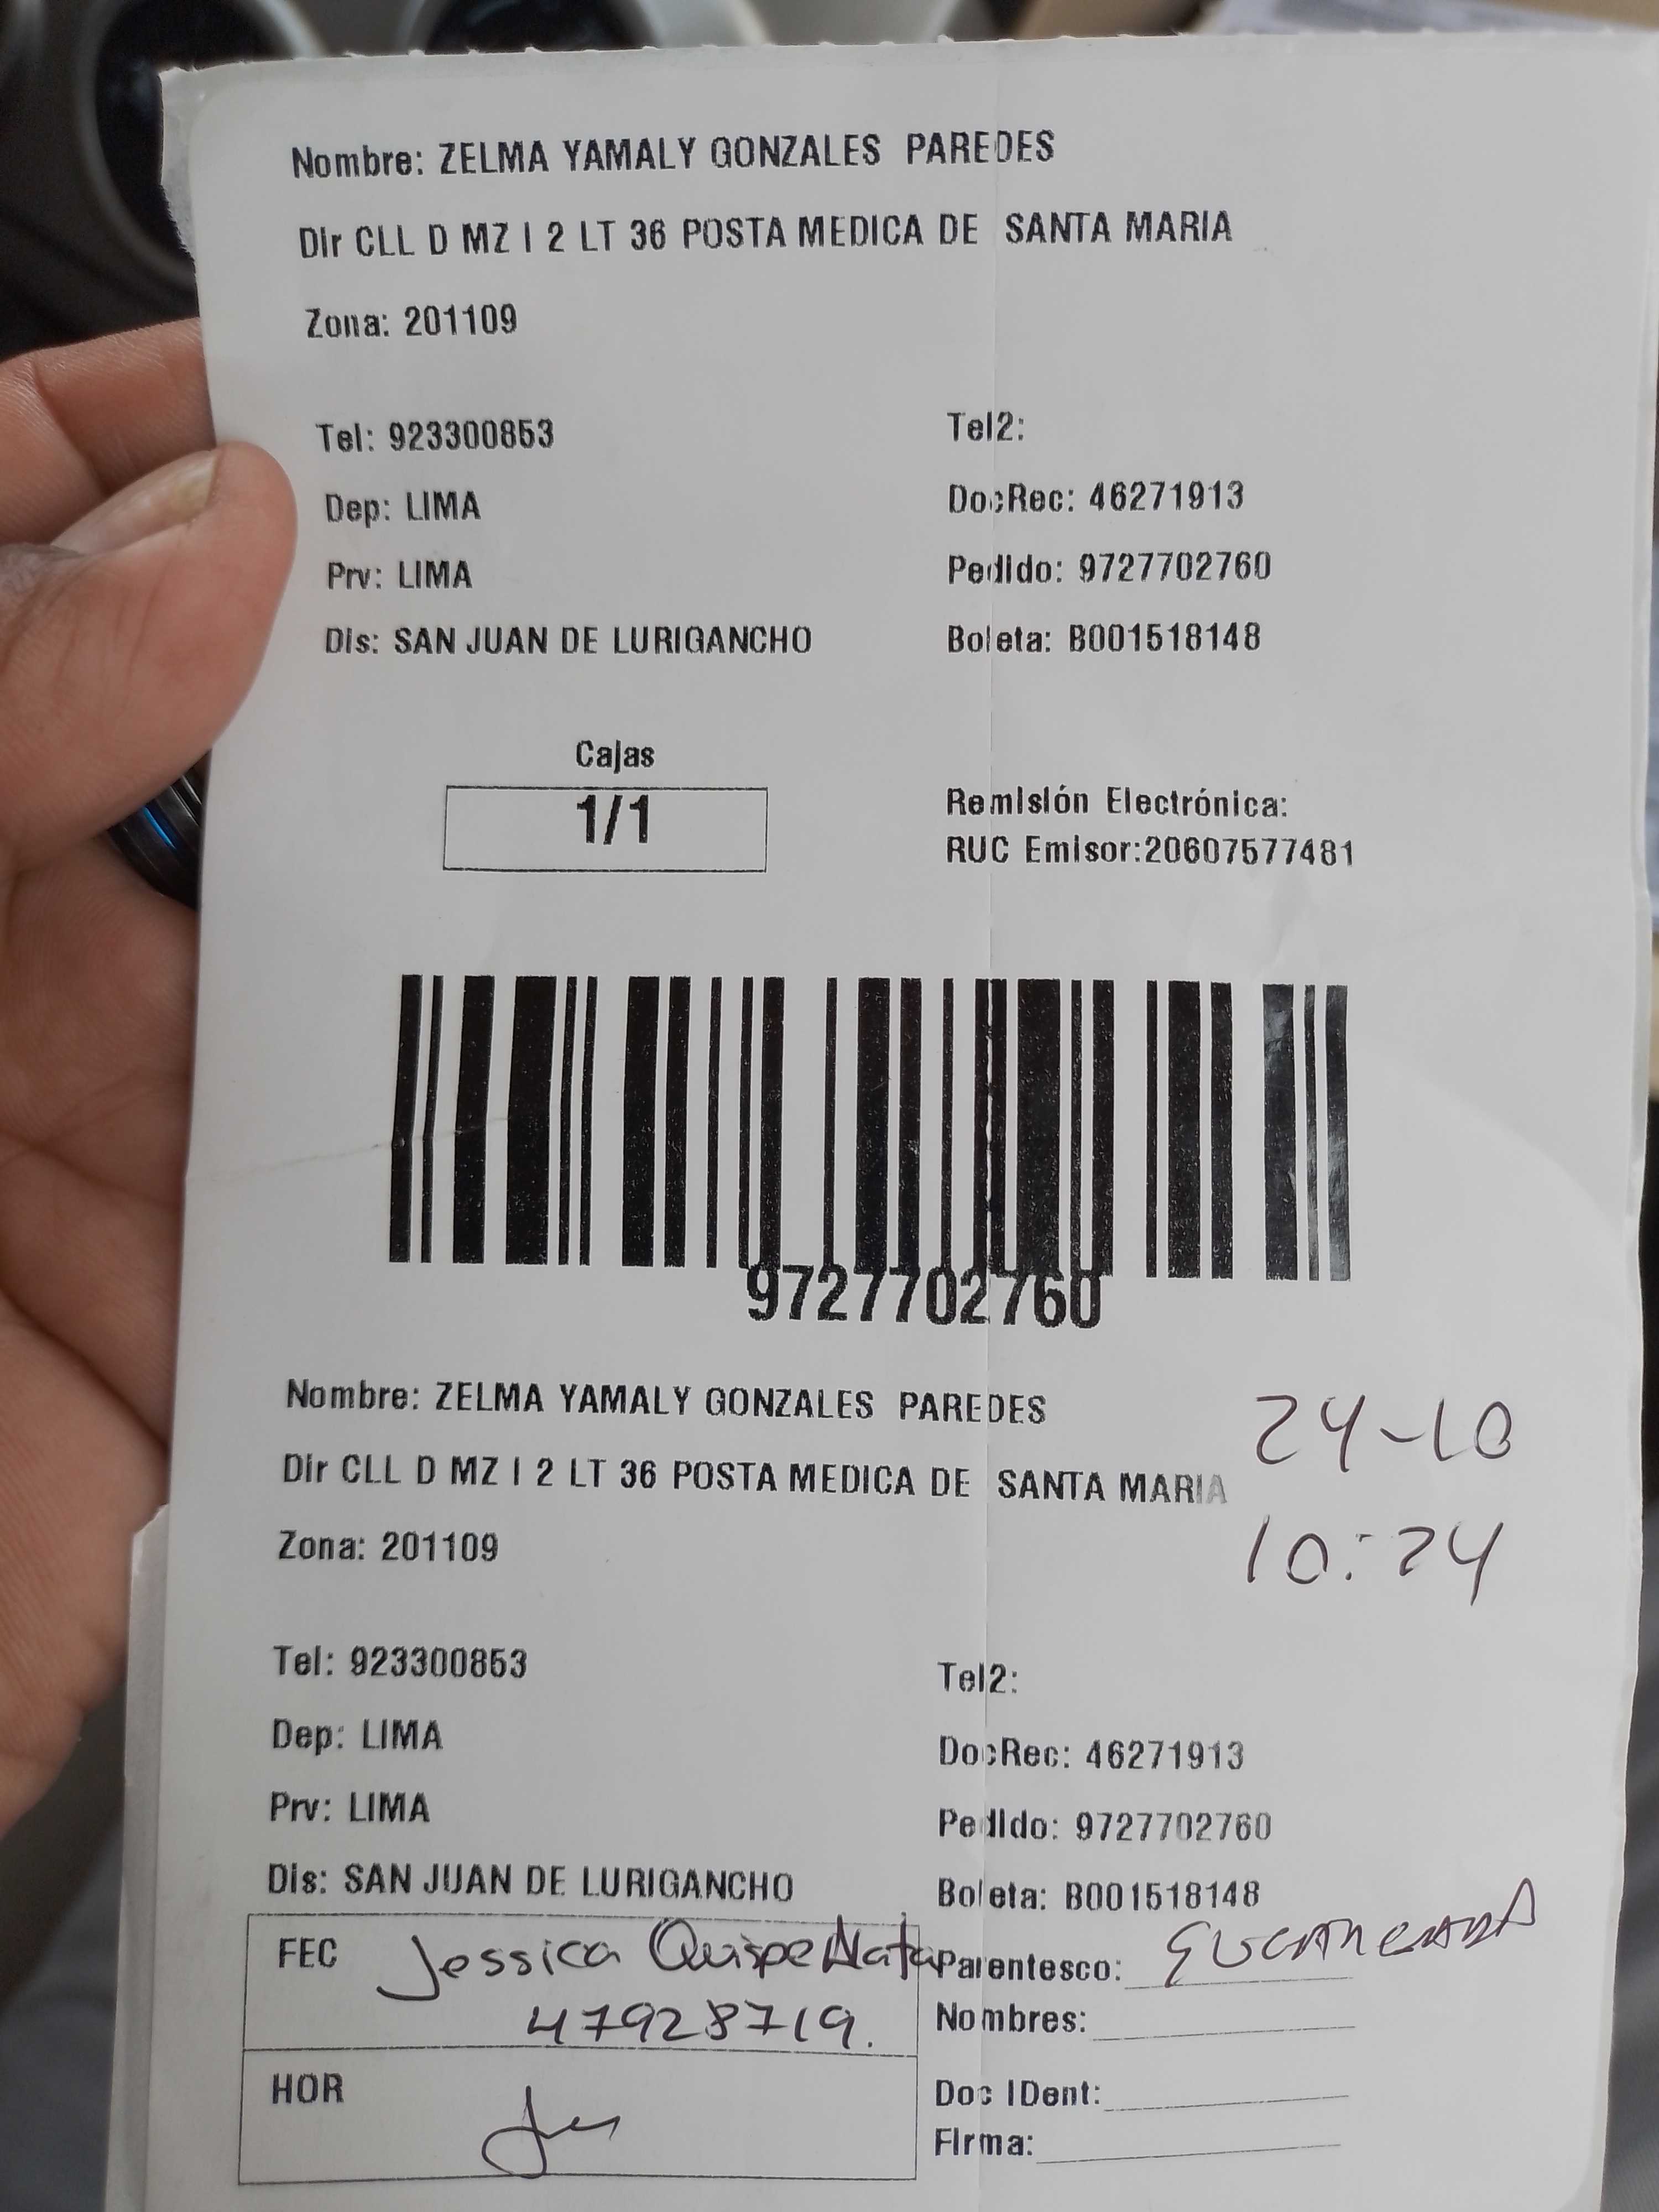 Nombre: ZELMA YAMALY GONZALES PAREDES
Dir CLL D MZ I 2 LT 36 POSTA MEDICA DE SANTA MARIA
Zona: 201109
Tel: 923300853 Tel2:
Dep: LIMA DocRec: 46271913
Prv: LIMA Pedido: 9727702760
Dis: SAN JUAN DE LURIGANCHO Boleta: B001518148
Cajas
1/1
Remisión Electrónica:
RUC Emisor:20607577481
9727702760
Nombre: ZELMA YAMALY GONZALES PAREDES
24-10
Dir CLL D MZ I 2 LT 36 POSTA MEDICA DE SANTA MARIA
10:24
Zona: 201109
Tel: 923300853 Tel2:
Dep: LIMA DocRec: 46271913
Prv: LIMA Pedido: 9727702760
Dis: SAN JUAN DE LURIGANCHO Boleta: B001518148
FEC Jessica Quispe Parentesco:
47928719. Nombres:
HOR Doc IDent:
Firma: